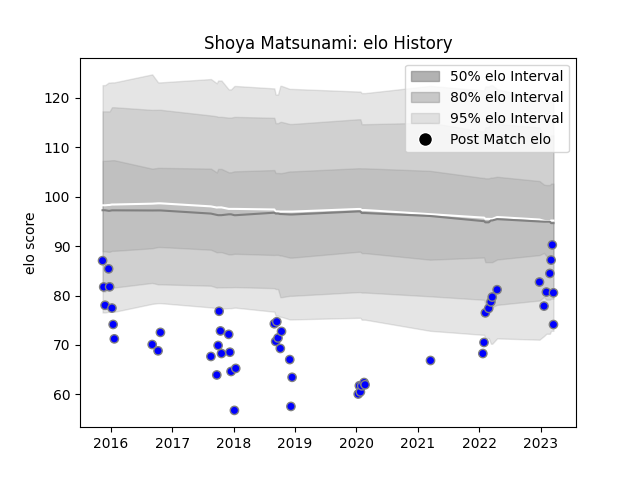 Shoya Matsunami: elo History
50% elo Interval
80% elo Interval
95% elo Interval
Post Match elo
elo score
120
110
100
90
80
70
60
2016 2017 2018 2019 2020 2021 2022 2023